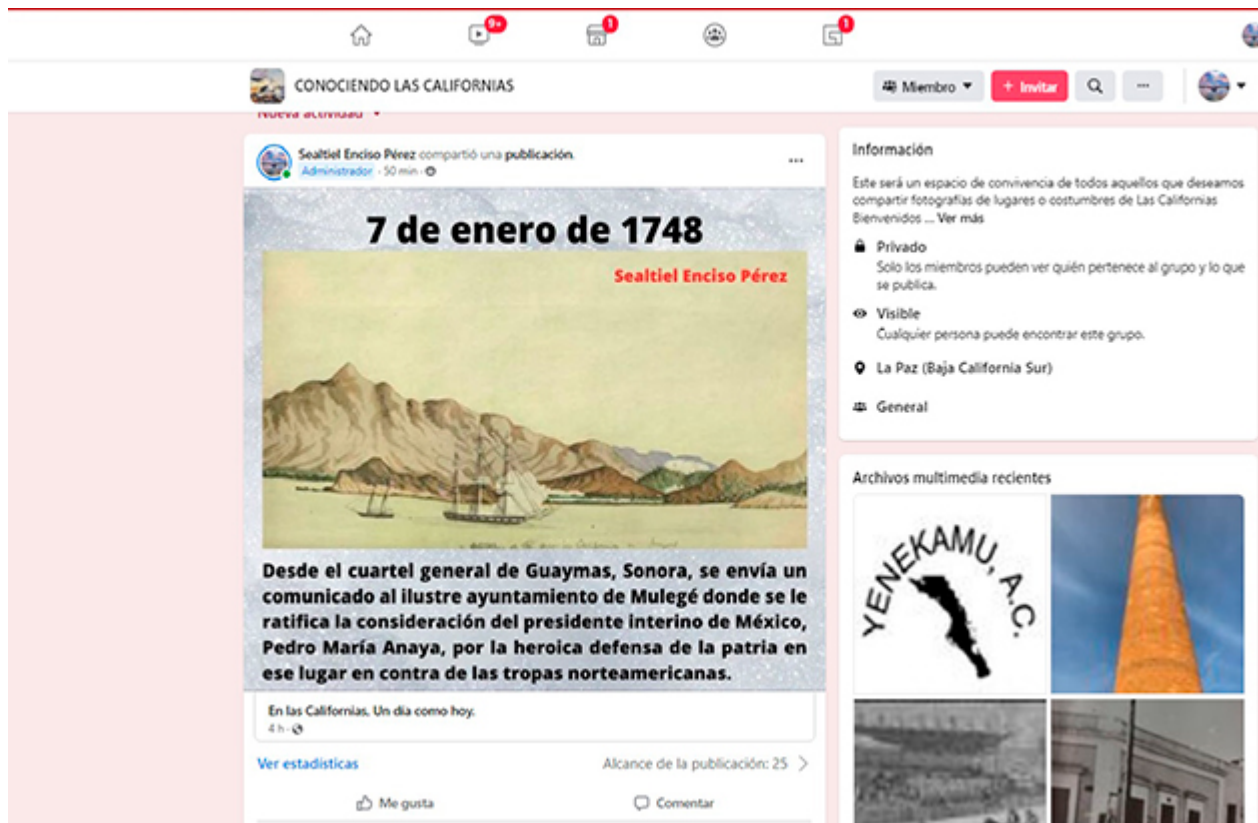 9+
1
1
CONOCIENDO LAS CALIFORNIAS
Miembro
+ Invitar
Nueva actividad
Sealtiel Enciso Pérez compartió una publicación.
Administrador · 50 min ·
7 de enero de 1748
Sealtiel Enciso Pérez
Desde el cuartel general de Guaymas, Sonora, se envía un
comunicado al ilustre ayuntamiento de Mulegé donde se le
ratifica la consideración del presidente interino de México,
Pedro María Anaya, por la heroica defensa de la patria en
ese lugar en contra de las tropas norteamericanas.
En las Californias, Un día como hoy.
4 h ·
Ver estadísticas
Alcance de la publicación: 25
Me gusta
Comentar
Información
Este será un espacio de convivencia de todos aquellos que deseamos
compartir fotografías de lugares o costumbres de Las Californias
Bienvenidos ... Ver más
Privado
Solo los miembros pueden ver quién pertenece al grupo y lo que
se publica.
Visible
Cualquier persona puede encontrar este grupo.
La Paz (Baja California Sur)
General
Archivos multimedia recientes
YENEKAMU, A.C.